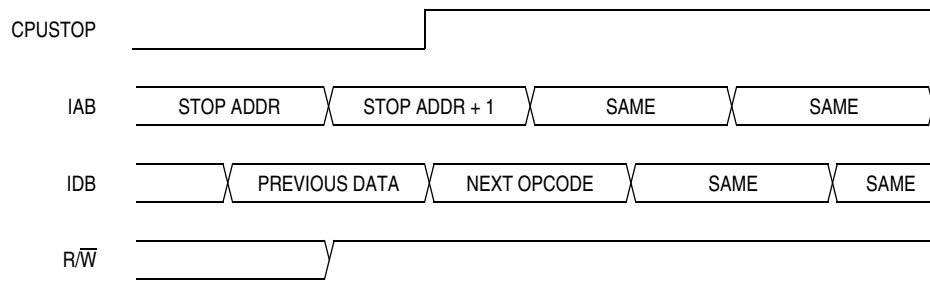 CPUSTOP
IAB STOP ADDR STOP ADDR + 1 SAME SAME
IDB PREVIOUS DATA NEXT OPCODE SAME SAME
R/W̅